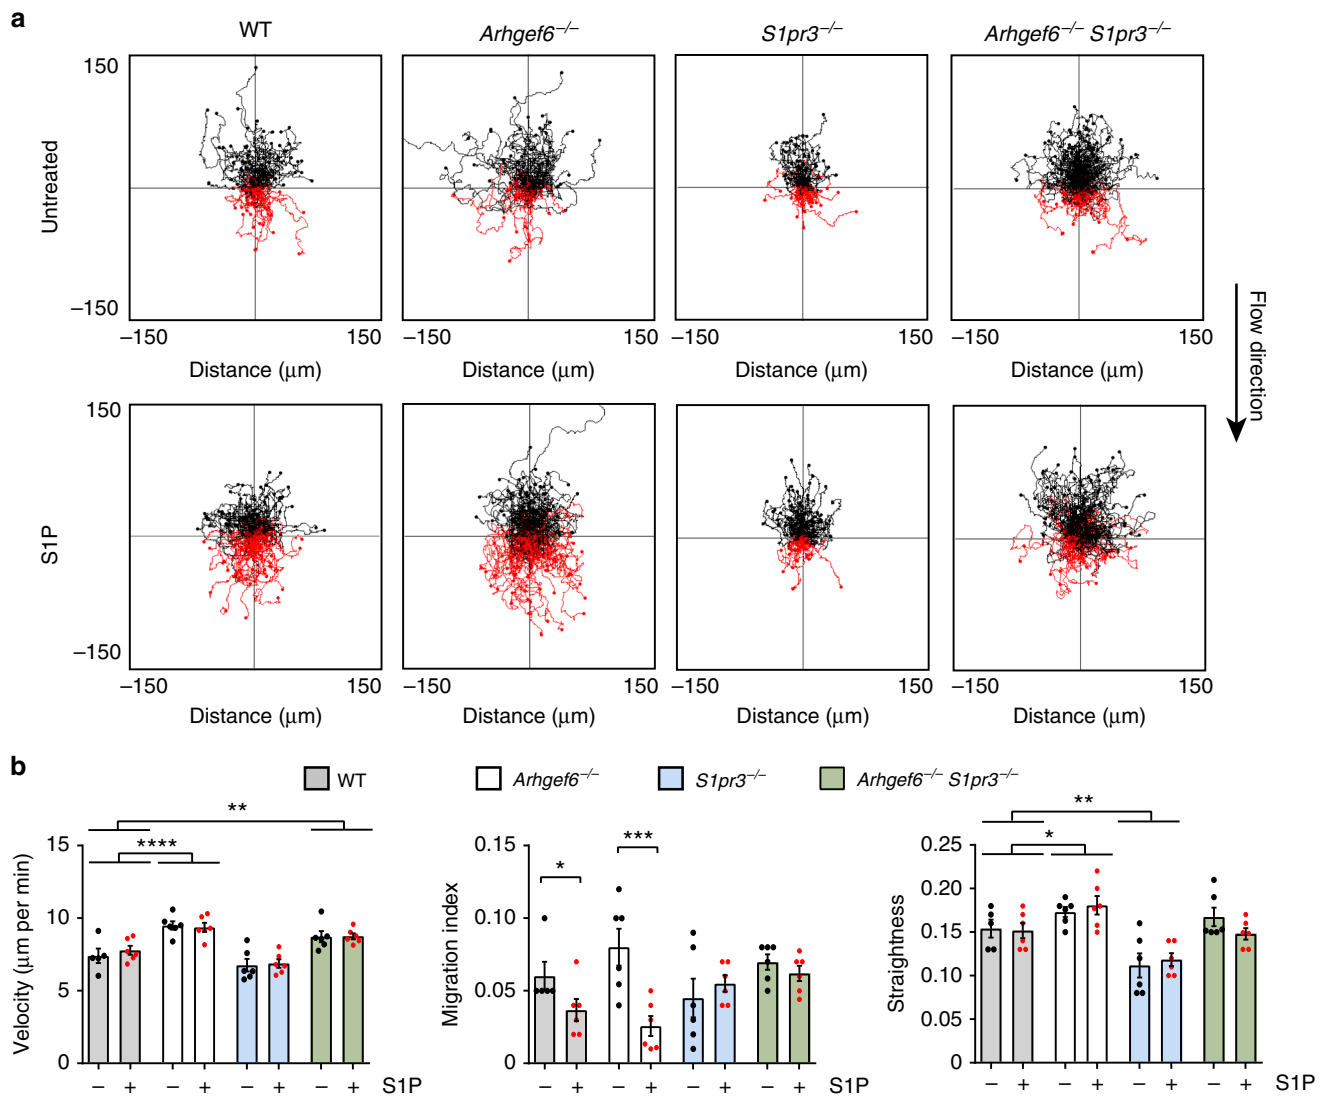 a
WT
Arhgef6−/−
S1pr3−/−
Arhgef6−/− S1pr3−/−
Untreated
150
−150
−150 150
−150 150
−150 150
−150 150
Distance (μm)
Distance (μm)
Distance (μm)
Distance (μm)
Flow direction
S1P
150
−150
−150 150
−150 150
−150 150
−150 150
Distance (μm)
Distance (μm)
Distance (μm)
Distance (μm)
b
WT
Arhgef6−/−
S1pr3−/−
Arhgef6−/− S1pr3−/−
Velocity (μm per min)
15
10
5
0
**
****
− + − + − + − + S1P
Migration index
0.15
0.10
0.05
0
*
***
− + − + − + − +
Straightness
0.25
0.20
0.15
0.10
0.05
0
**
*
− + − + − + − + S1P